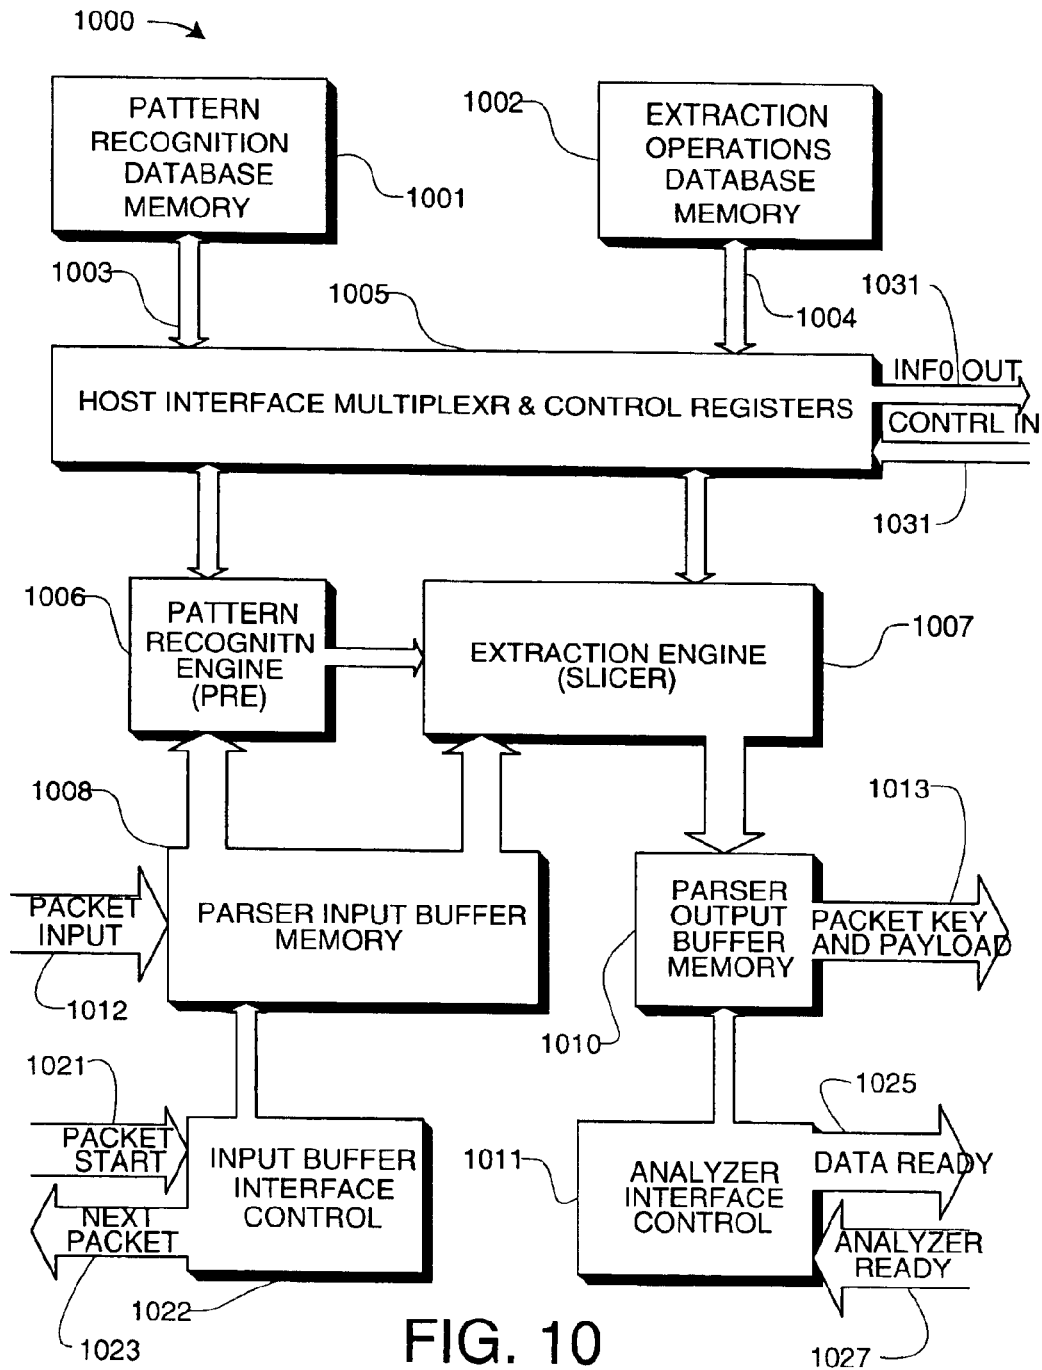 1000
PATTERN
RECOGNITION
DATABASE
MEMORY
1001
1002
EXTRACTION
OPERATIONS
DATABASE
MEMORY
1003
1005
1004
1031
HOST INTERFACE MULTIPLEXR & CONTROL REGISTERS
INF0 OUT
CONTRL IN
1031
1006
PATTERN
RECOGNITN
ENGINE
(PRE)
EXTRACTION ENGINE
(SLICER)
1007
1008
1013
PACKET
INPUT
1012
PARSER INPUT BUFFER
MEMORY
PARSER
OUTPUT
BUFFER
MEMORY
PACKET KEY
AND PAYLOAD
1010
1021
PACKET
START
NEXT
PACKET
1023
INPUT BUFFER
INTERFACE
CONTROL
1022
1011
ANALYZER
INTERFACE
CONTROL
1025
DATA READY
ANALYZER
READY
1027
FIG. 10